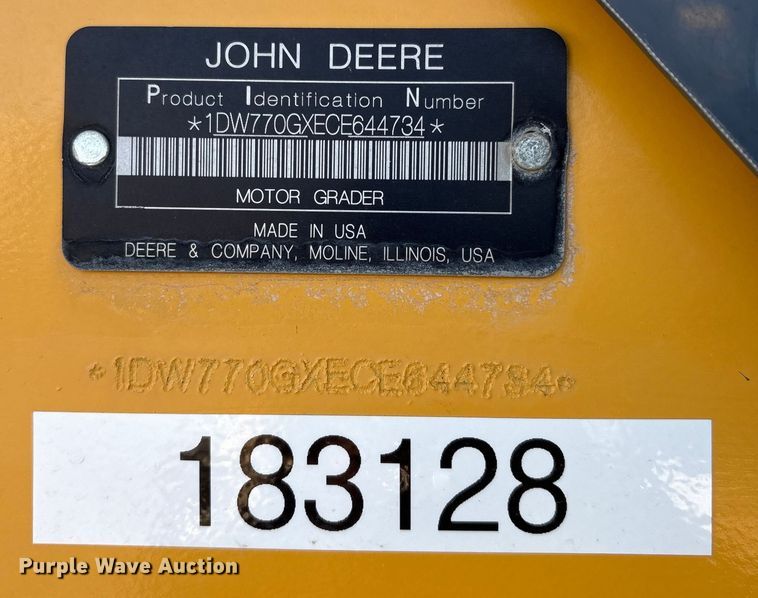 JOHN DEERE
Product Identification Number
*1DW770GXECE644734*
MOTOR GRADER
MADE IN USA
DEERE & COMPANY, MOLINE, ILLINOIS, USA
*1DW770GXECE644734*
183128
Purple Wave Auction